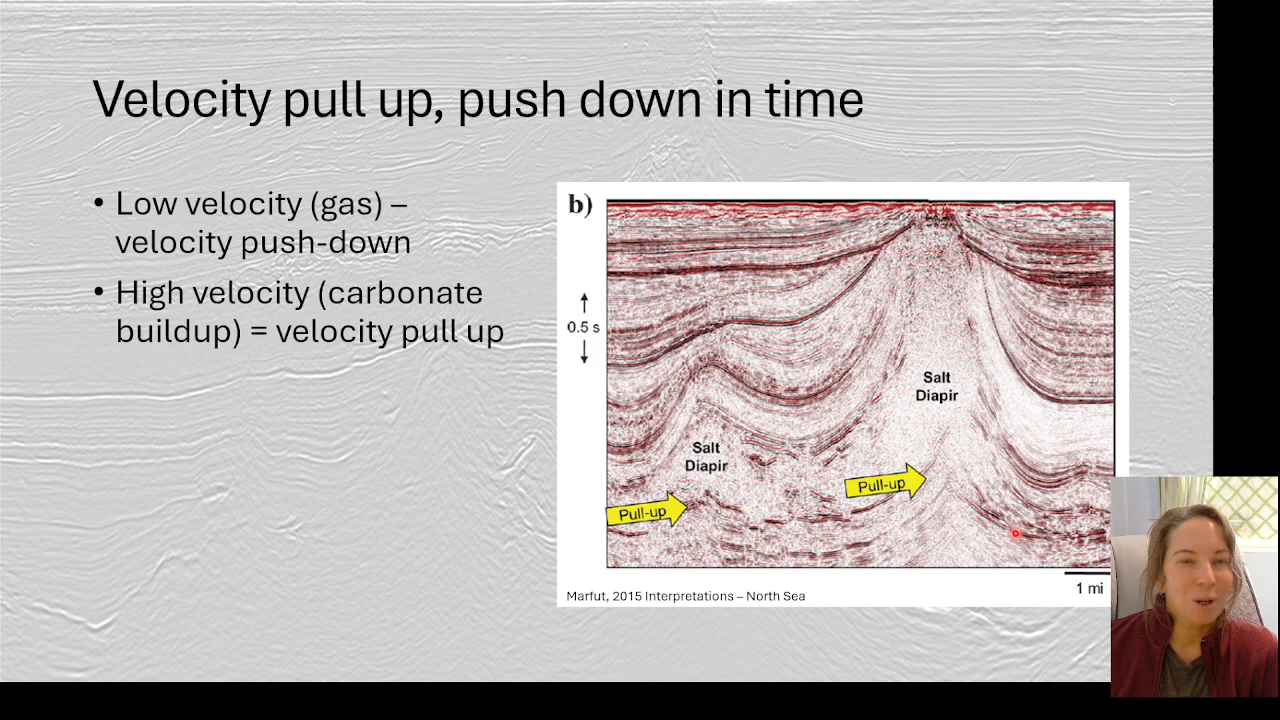 Velocity pull up, push down in time
• Low velocity (gas) –
velocity push-down
• High velocity (carbonate
buildup) = velocity pull up
b)
0.5 s
Salt
Diapir
Salt
Diapir
Pull-up
Pull-up
1 mi
Marfut, 2015 Interpretations – North Sea